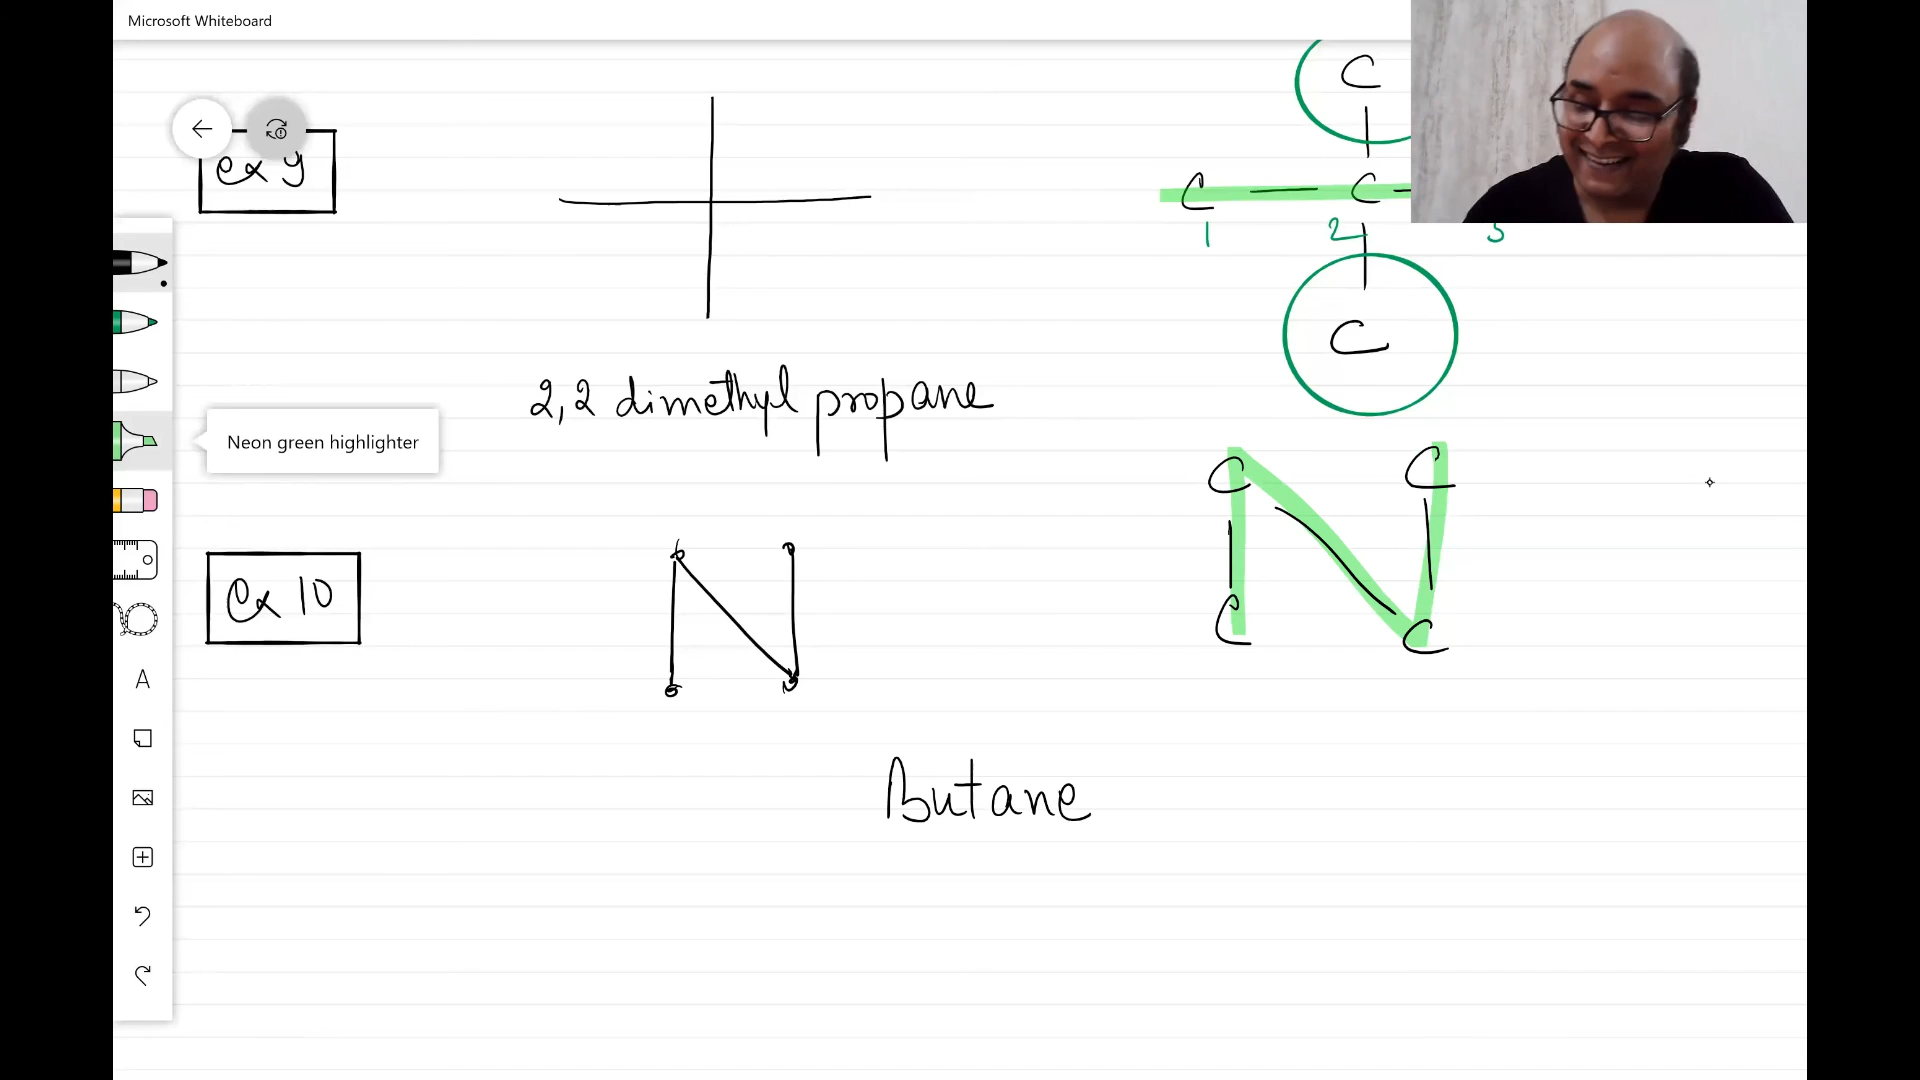 Microsoft Whiteboard
C
ex 9
C — C -
1 2 3
C
2,2 dimethyl propane
Neon green highlighter
C C
ex 10
C C
A
Butane